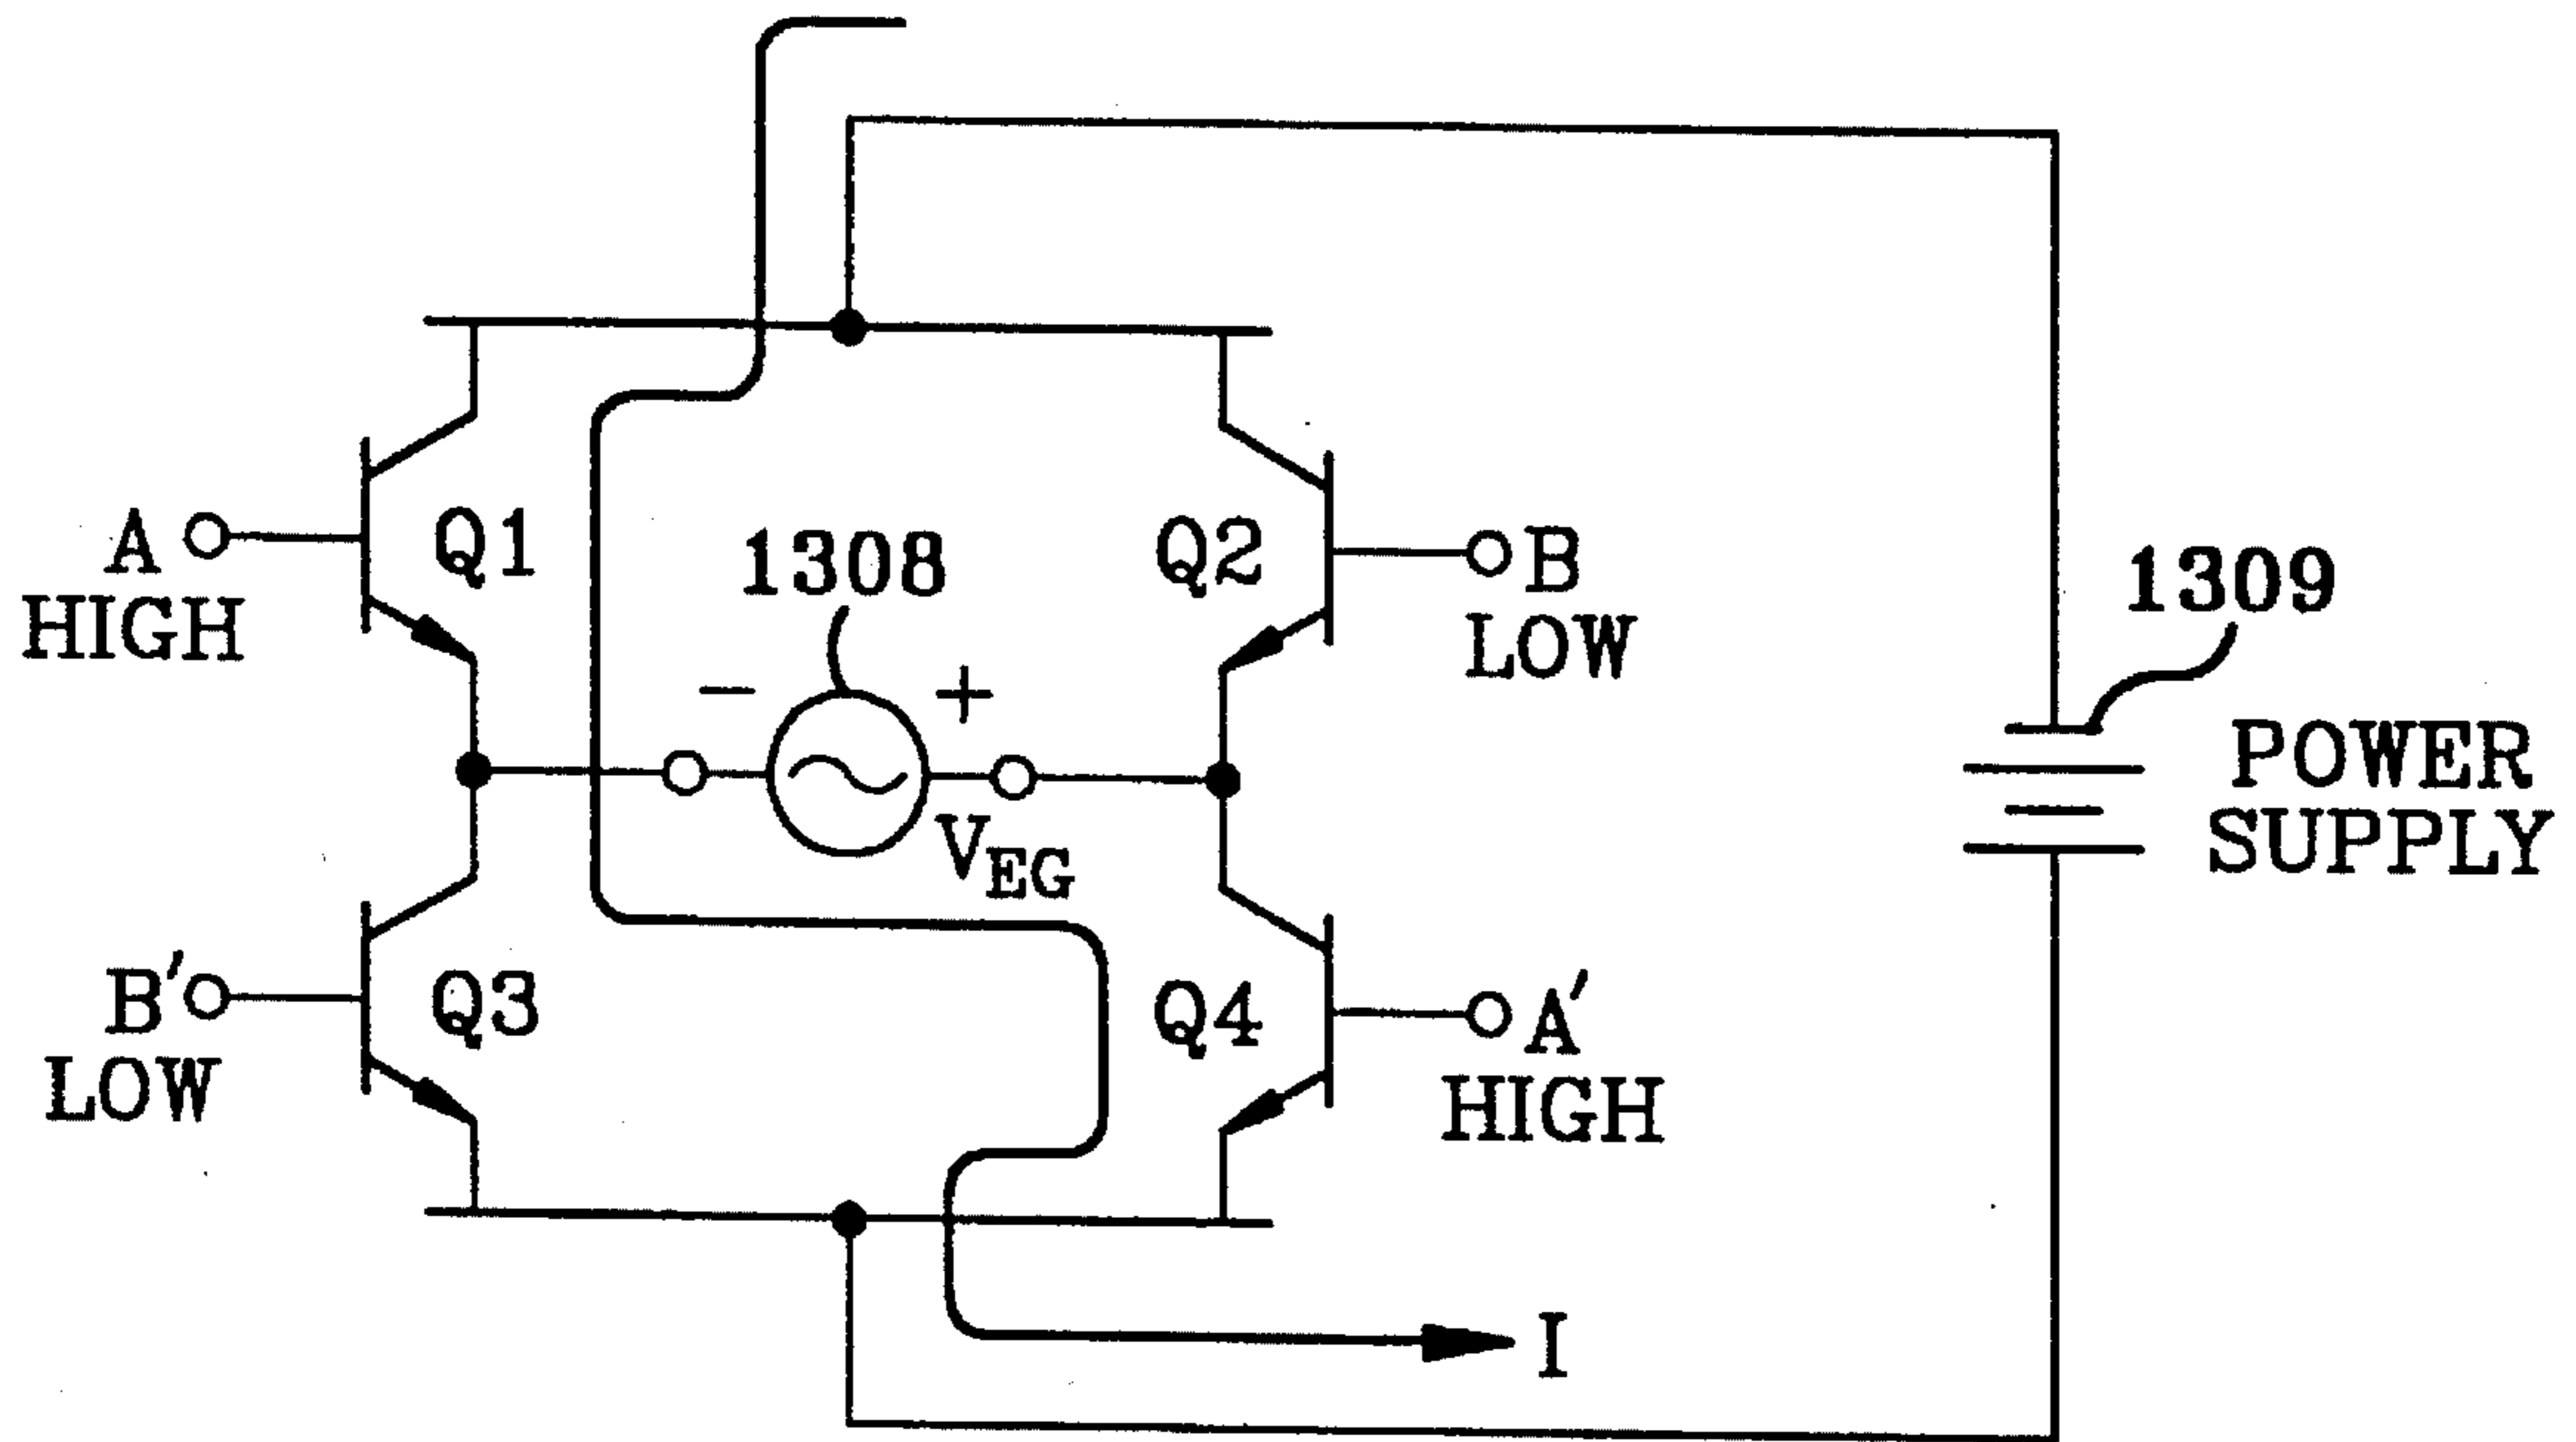 A
HIGH
Q1
1308
Q2
B
LOW
1309
POWER
SUPPLY
−
+
V_EG
B′
LOW
Q3
Q4
A′
HIGH
I